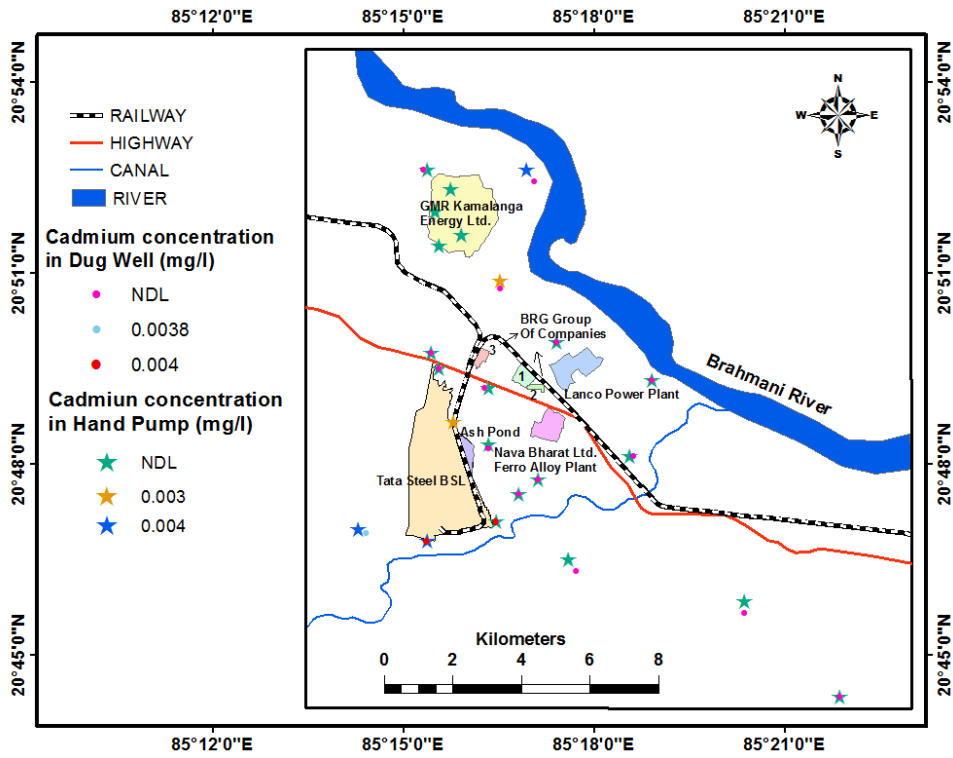 85°12'0"E 85°15'0"E 85°18'0"E 85°21'0"E
20°54'0"N
20°54'0"N
N
W E
S
RAILWAY
HIGHWAY
CANAL
RIVER
Cadmium concentration
in Dug Well (mg/l)
NDL
0.0038
0.004
Cadmiun concentration
in Hand Pump (mg/l)
NDL
0.003
0.004
GMR Kamalanga
Energy Ltd.
20°51'0"N
20°51'0"N
BRG Group
Of Companies
3
1
2
Lanco Power Plant
Brahmani River
Ash Pond
Nava Bharat Ltd.
Ferro Alloy Plant
Tata Steel BSL
20°48'0"N
20°48'0"N
Kilometers
0 2 4 6 8
20°45'0"N
20°45'0"N
85°12'0"E 85°15'0"E 85°18'0"E 85°21'0"E